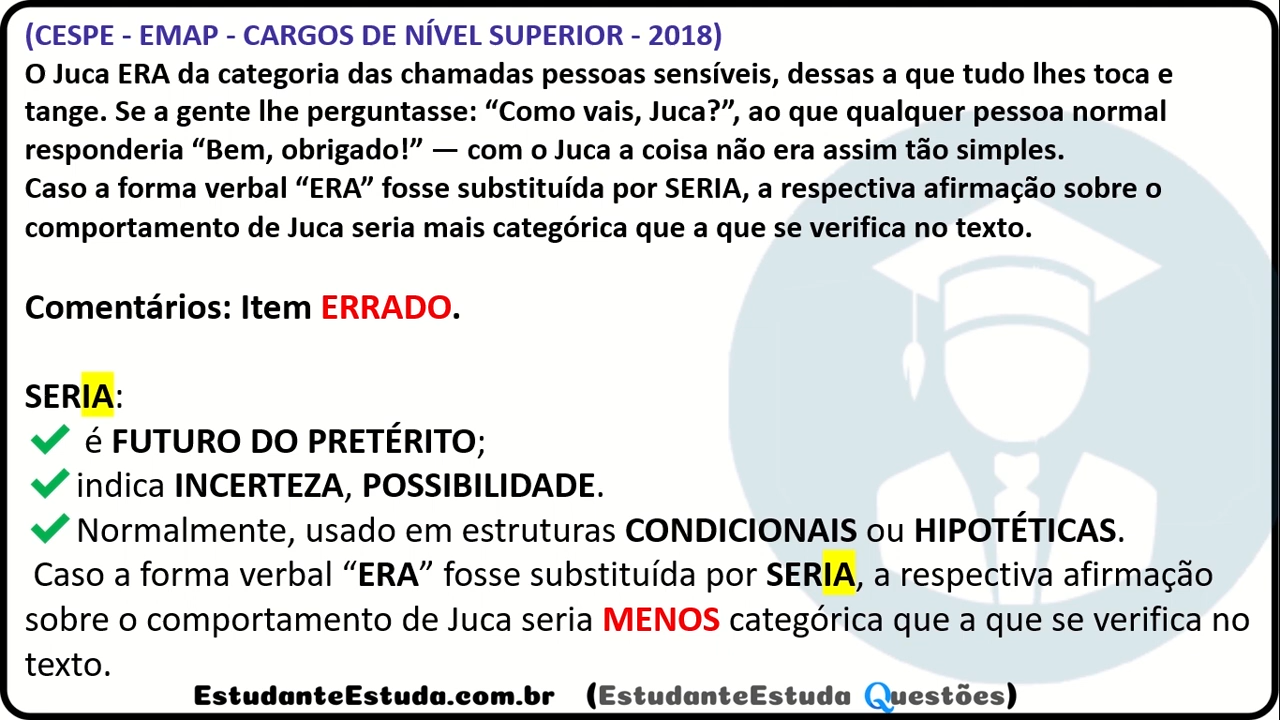 (CESPE - EMAP - CARGOS DE NÍVEL SUPERIOR - 2018)
O Juca ERA da categoria das chamadas pessoas sensíveis, dessas a que tudo lhes toca e
tange. Se a gente lhe perguntasse: “Como vais, Juca?”, ao que qualquer pessoa normal
responderia “Bem, obrigado!” — com o Juca a coisa não era assim tão simples.
Caso a forma verbal “ERA” fosse substituída por SERIA, a respectiva afirmação sobre o
comportamento de Juca seria mais categórica que a que se verifica no texto.
Comentários: Item ERRADO.
SERIA:
é FUTURO DO PRETÉRITO;
indica INCERTEZA, POSSIBILIDADE.
Normalmente, usado em estruturas CONDICIONAIS ou HIPOTÉTICAS.
Caso a forma verbal “ERA” fosse substituída por SERIA, a respectiva afirmação
sobre o comportamento de Juca seria MENOS categórica que a que se verifica no
texto.
EstudanteEstuda.com.br (EstudanteEstuda Questões)